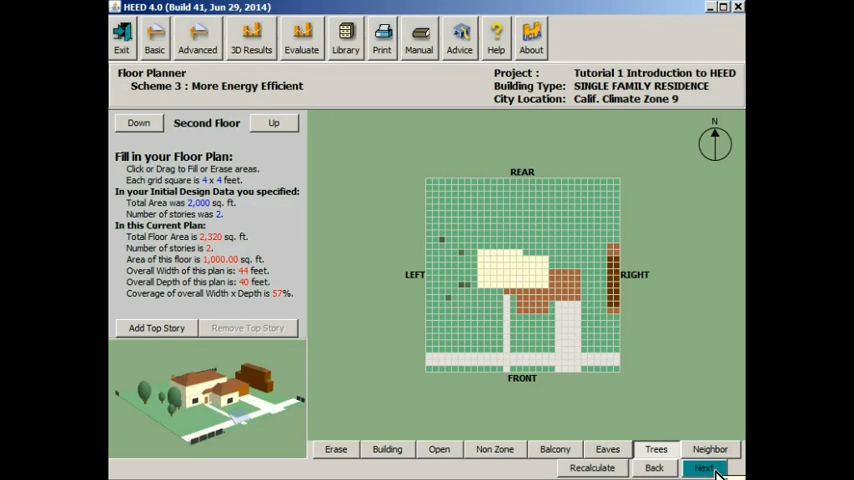 HEED 4.0 (Build 41, Jun 29, 2014)
Exit Basic Advanced 3D Results Evaluate Library Print Manual Advice Help About
Floor Planner
Scheme 3 : More Energy Efficient
Project : Tutorial 1 Introduction to HEED
Building Type: SINGLE FAMILY RESIDENCE
City Location: Calif. Climate Zone 9
Down Second Floor Up
Fill in your Floor Plan:
Click or Drag to Fill or Erase areas.
Each grid square is 4 x 4 feet.
In your Initial Design Data you specified:
Total Area was 2,000 sq. ft.
Number of stories was 2.
In this Current Plan:
Total Floor Area is 2,320 sq. ft.
Number of stories is 2.
Area of this floor is 1,000.00 sq. ft.
Overall Width of this plan is: 44 feet.
Overall Depth of this plan is: 40 feet.
Coverage of overall Width x Depth is 57%.
Add Top Story Remove Top Story
N
REAR
LEFT
RIGHT
FRONT
Erase Building Open Non Zone Balcony Eaves Trees Neighbor
Recalculate Back Next